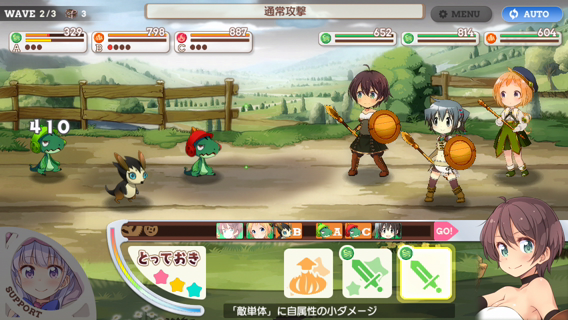 WAVE 2/3
3
通常攻撃
MENU
AUTO
329
A
798
B
887
C
652
814
604
410
B
A
C
GO!
とっておき
SUPPORT
「敵単体」に自属性の小ダメージ